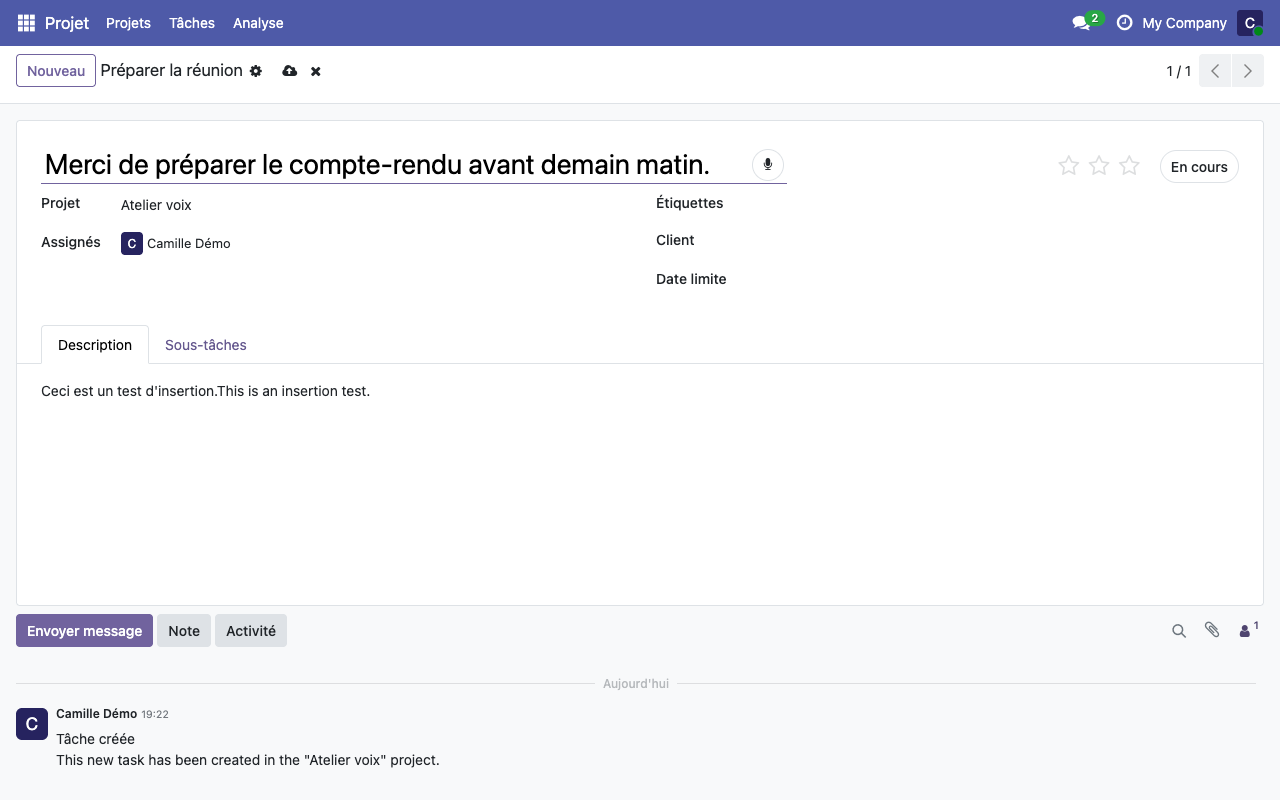 Projet Projets Tâches Analyse 2 My Company C
Nouveau Préparer la réunion 1 / 1
Merci de préparer le compte-rendu avant demain matin. En cours
Projet Atelier voix Étiquettes
Assignés C Camille Démo Client
Date limite
Description Sous-tâches
Ceci est un test d'insertion.This is an insertion test.
Envoyer message Note Activité 1
Aujourd'hui
C Camille Démo 19:22
Tâche créée
This new task has been created in the "Atelier voix" project.